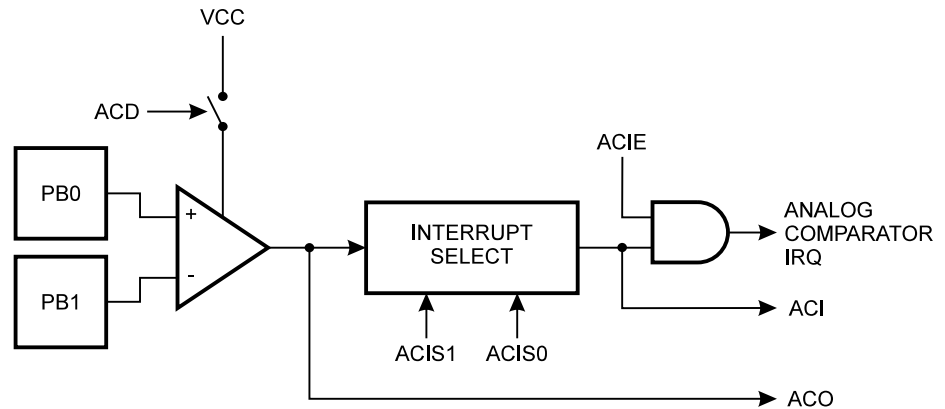 VCC
ACD
ACIE
PB0
+
INTERRUPT
SELECT
ANALOG
COMPARATOR
IRQ
PB1
-
ACI
ACIS1
ACIS0
ACO